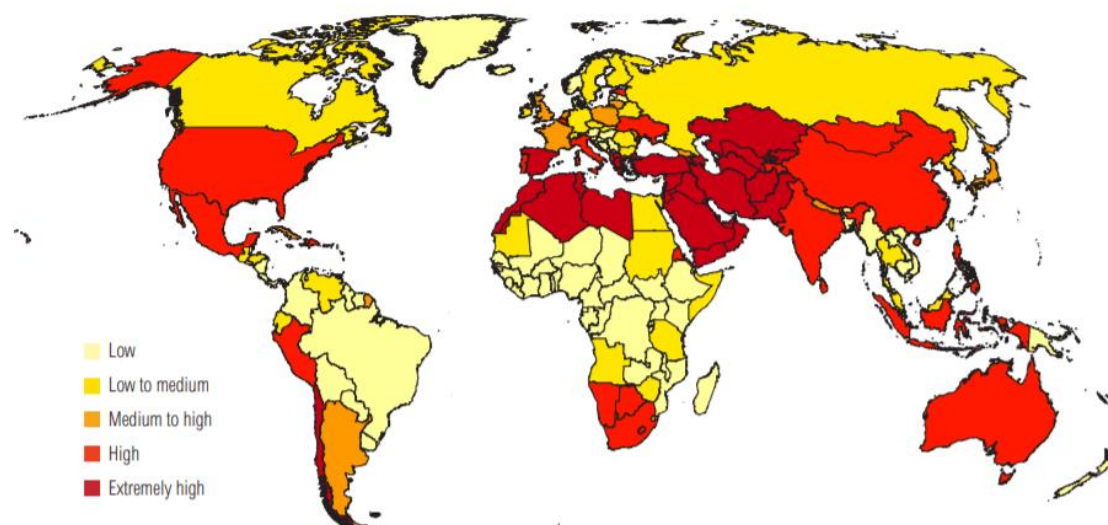 Low
Low to medium
Medium to high
High
Extremely high